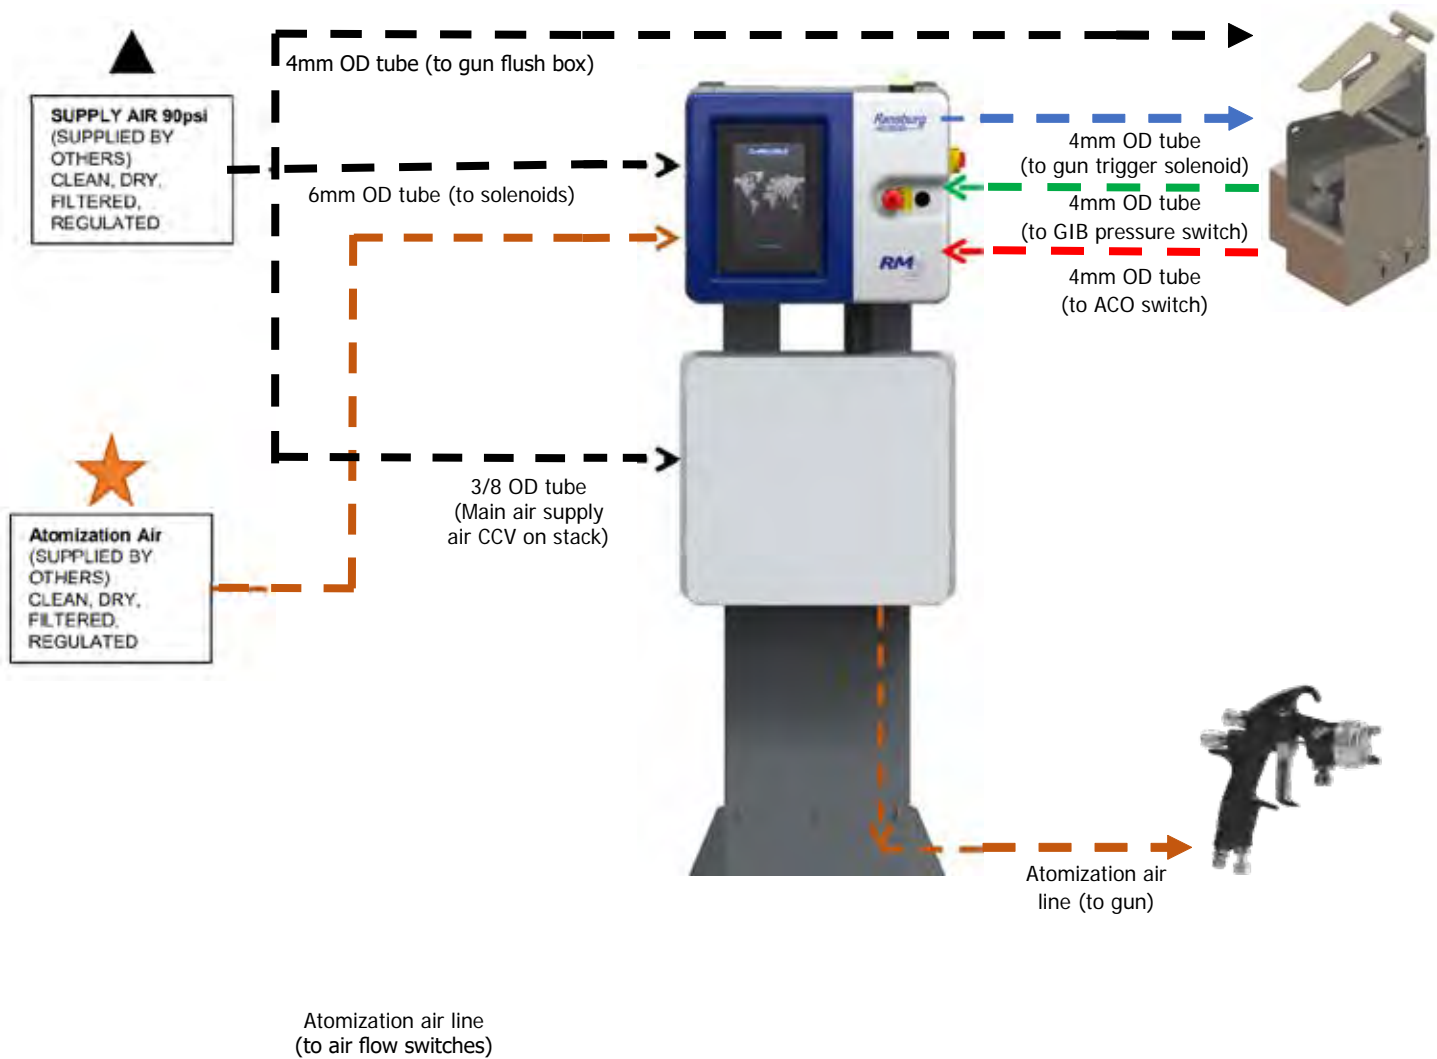 4mm OD tube (to gun flush box)
SUPPLY AIR 90psi
(SUPPLIED BY
OTHERS)
CLEAN, DRY,
FILTERED,
REGULATED
6mm OD tube (to solenoids)
Ransburg
RM
4mm OD tube
(to gun trigger solenoid)
4mm OD tube
(to GIB pressure switch)
4mm OD tube
(to ACO switch)
3/8 OD tube
(Main air supply
air CCV on stack)
Atomization Air
(SUPPLIED BY
OTHERS)
CLEAN, DRY,
FILTERED,
REGULATED
Atomization air
line (to gun)
Atomization air line
(to air flow switches)